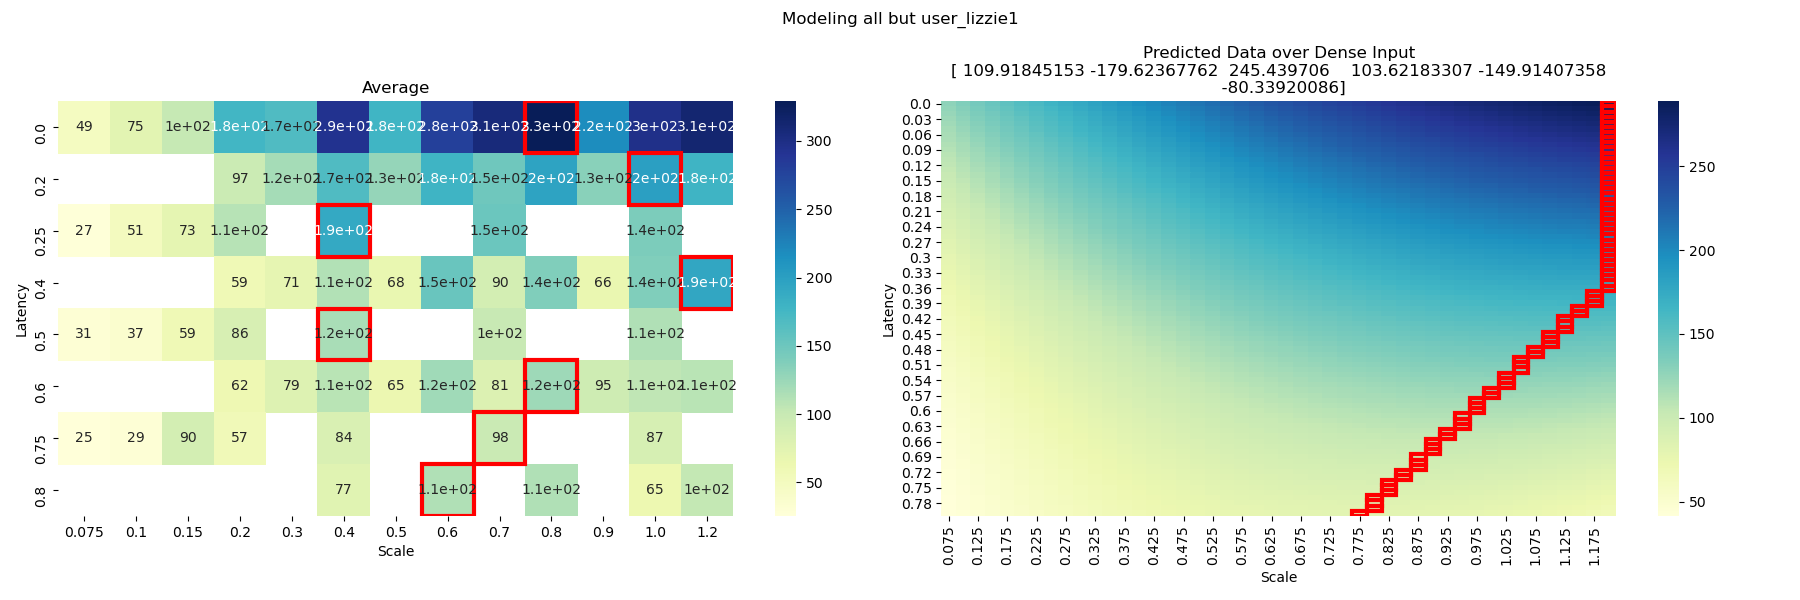 Modeling all but user_lizzie1
Average
49 75 1e+02 1.8e+02 1.7e+02 2.9e+02 1.8e+02 2.8e+02 3.1e+02 3.3e+02 2.2e+02 3e+02 3.1e+02
97 1.2e+02 1.7e+02 1.3e+02 1.8e+02 1.5e+02 2e+02 1.3e+02 2e+02 1.8e+02
27 51 73 1.1e+02 1.9e+02 1.5e+02 1.4e+02
59 71 1.1e+02 68 1.5e+02 90 1.4e+02 66 1.4e+02 1.9e+02
31 37 59 86 1.2e+02 1e+02 1.1e+02
62 79 1.1e+02 65 1.2e+02 81 1.2e+02 95 1.1e+02 1.1e+02
25 29 90 57 84 98 87
77 1.1e+02 1.1e+02 65 1e+02
0.0
0.2
0.25
0.4
0.5
0.6
0.75
0.8
Latency
0.075 0.1 0.15 0.2 0.3 0.4 0.5 0.6 0.7 0.8 0.9 1.0 1.2
Scale
300
250
200
150
100
50
Predicted Data over Dense Input
[ 109.91845153 -179.62367762 245.439706 103.62183307 -149.91407358
-80.33920086]
0.0
0.03
0.06
0.09
0.12
0.15
0.18
0.21
0.24
0.27
0.3
0.33
0.36
0.39
0.42
0.45
0.48
0.51
0.54
0.57
0.6
0.63
0.66
0.69
0.72
0.75
0.78
Latency
0.075 0.125 0.175 0.225 0.275 0.325 0.375 0.425 0.475 0.525 0.575 0.625 0.675 0.725 0.775 0.825 0.875 0.925 0.975 1.025 1.075 1.125 1.175
Scale
250
200
150
100
50